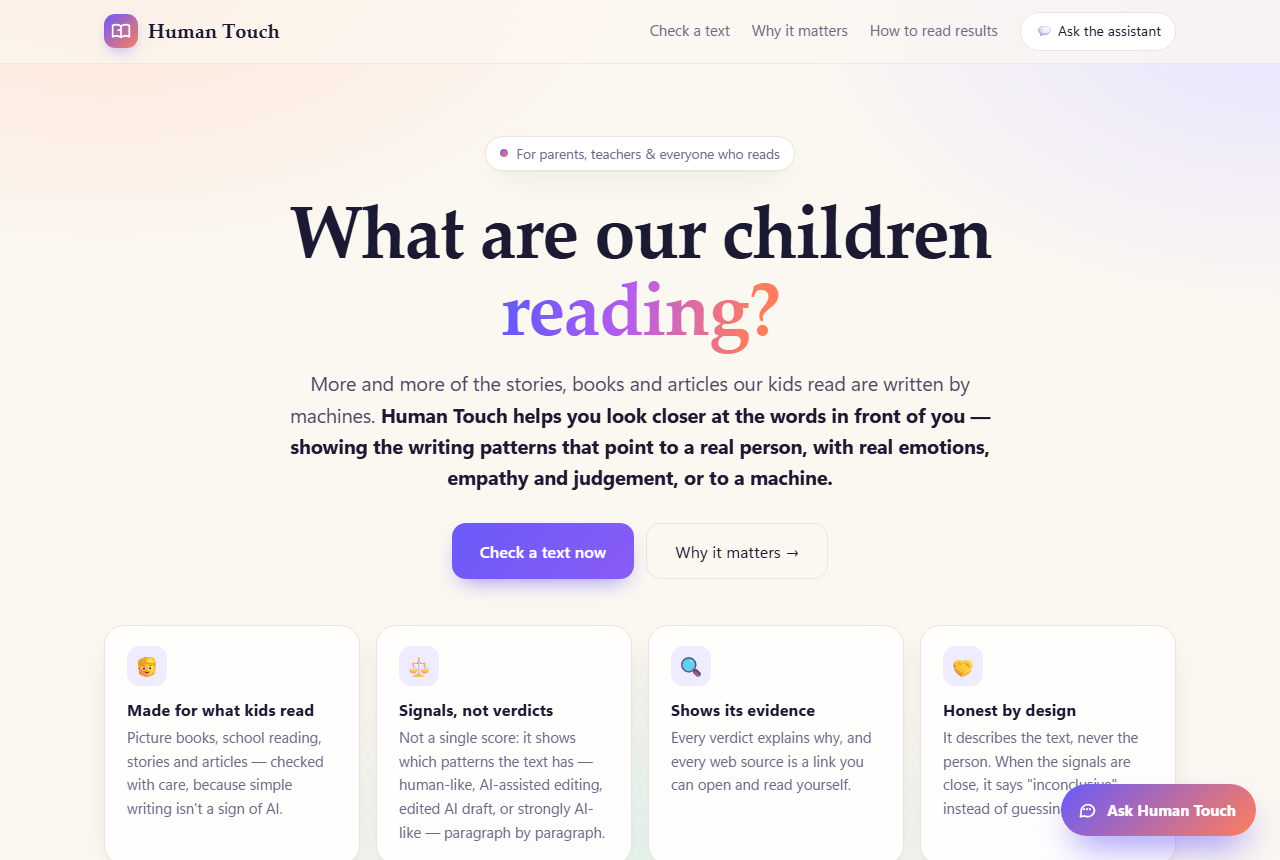 Human Touch
Check a text
Why it matters
How to read results
Ask the assistant
For parents, teachers & everyone who reads
What are our children
reading?
More and more of the stories, books and articles our kids read are written by
machines. Human Touch helps you look closer at the words in front of you —
showing the writing patterns that point to a real person, with real emotions,
empathy and judgement, or to a machine.
Check a text now
Why it matters →
Made for what kids read
Picture books, school reading,
stories and articles — checked
with care, because simple
writing isn't a sign of AI.
Signals, not verdicts
Not a single score: it shows
which patterns the text has —
human-like, AI-assisted editing,
edited AI draft, or strongly AI-
like — paragraph by paragraph.
Shows its evidence
Every verdict explains why, and
every web source is a link you
can open and read yourself.
Honest by design
It describes the text, never the
person. When the signals are
close, it says "inconclusive"
instead of
Ask Human Touch